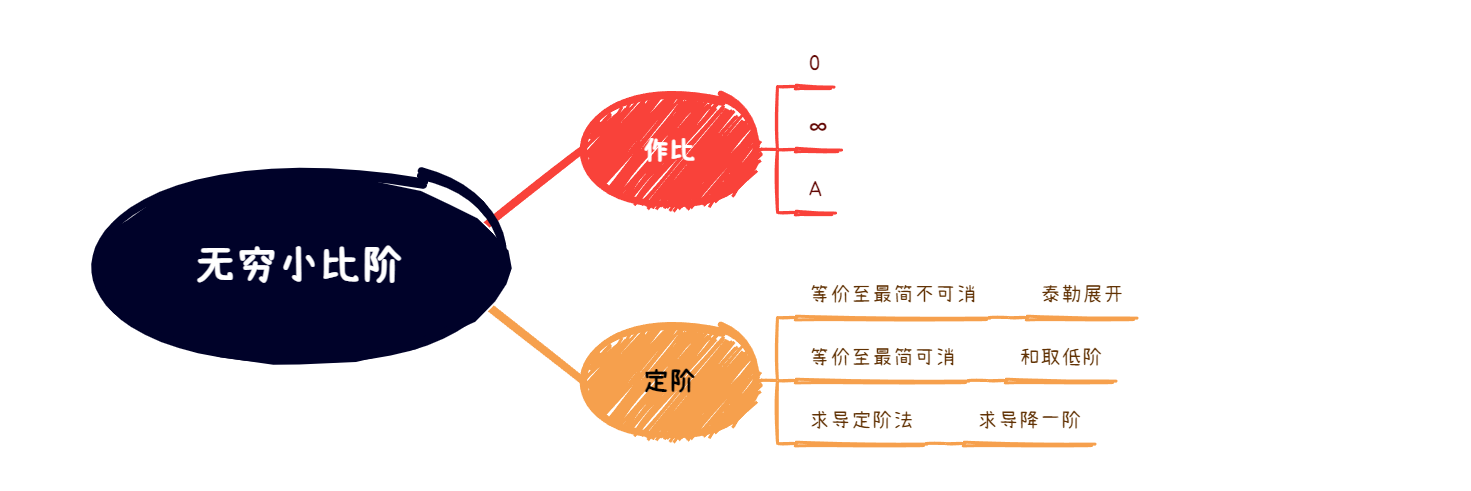 无穷小比阶
作比
0
∞
A
定阶
等价至最简不可消
泰勒展开
等价至最简可消
和取低阶
求导定阶法
求导降一阶